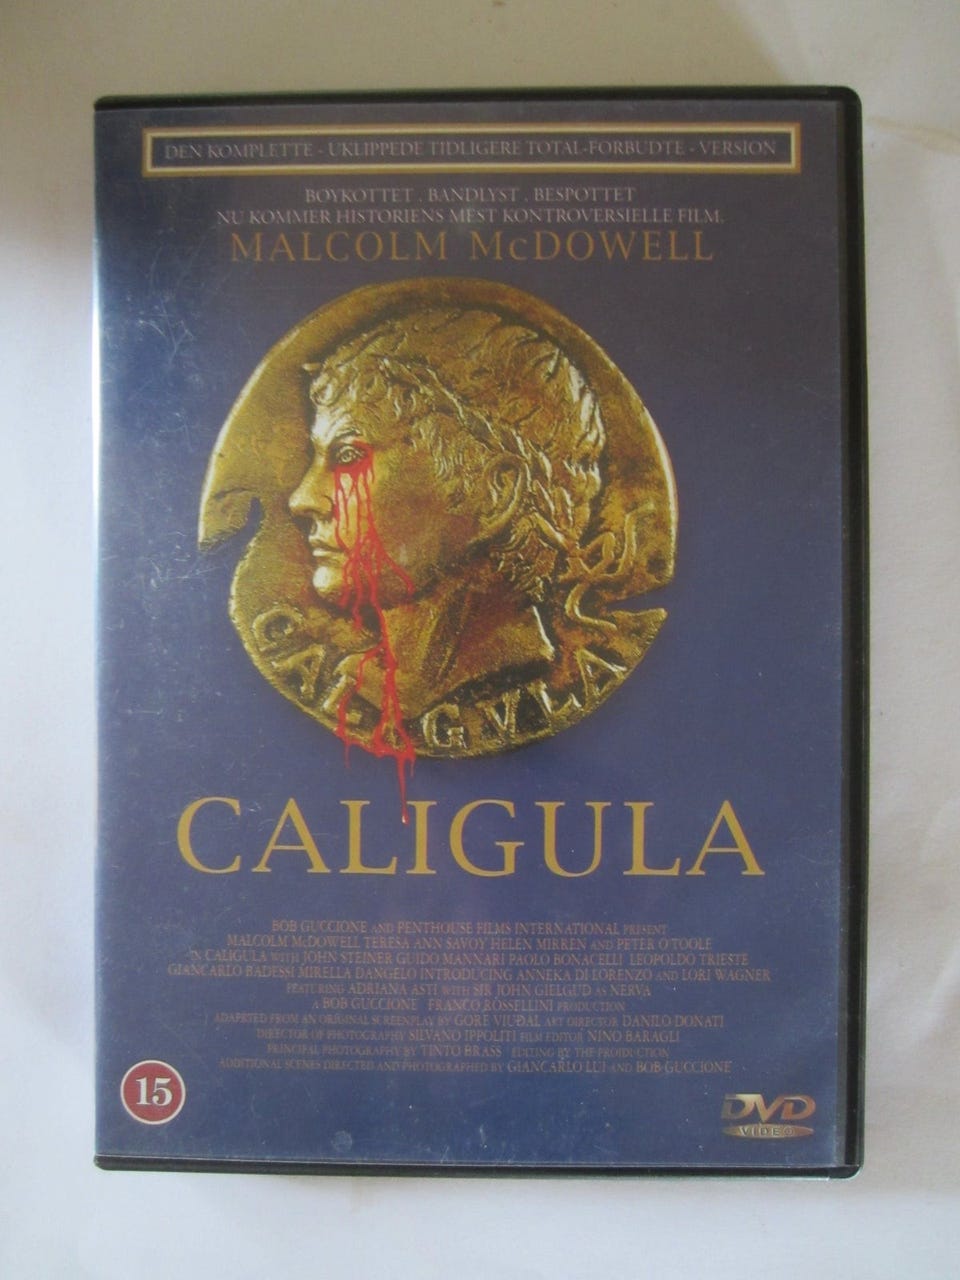 DEN KOMPLETTE - UKLIPPEDE TIDLIGERE TOTAL-FORBUDTE - VERSION
BOYKOTTET . BANDLYST . BESPOTTET
NU KOMMER HISTORIENS MEST KONTROVERSIELLE FILM.
MALCOLM McDOWELL
CALIGVLA
CALIGULA
BOB GUCCIONE AND PENTHOUSE FILMS INTERNATIONAL PRESENT
MALCOLM McDOWELL TERESA ANN SAVOY HELEN MIRREN AND PETER O'TOOLE
IN CALIGULA WITH JOHN STEINER GUIDO MANNARI PAOLO BONACELLI LEOPOLDO TRIESTE
GIANCARLO BADESSI MIRELLA DANGELO INTRODUCING ANNEKA DI LORENZO AND LORI WAGNER
FEATURING ADRIANA ASTI WITH SIR JOHN GIELGUD AS NERVA
A BOB GUCCIONE FRANCO ROSSELLINI PRODUCTION
ADAPTED FROM AN ORIGINAL SCREENPLAY BY GORE VIUDAL ART DIRECTOR DANILO DONATI
DIRECTOR OF PHOTOGRAPHY SILVANO IPPOLITI FILM EDITOR NINO BARAGLI
PRINCIPAL PHOTOGRAPHY BY TINTO BRASS EDITING BY THE PRODUCTION
ADDITIONAL SCENES DIRECTED AND PHOTOGRAPHED BY GIANCARLO LUI AND BOB GUCCIONE
15
DVD
VIDEO